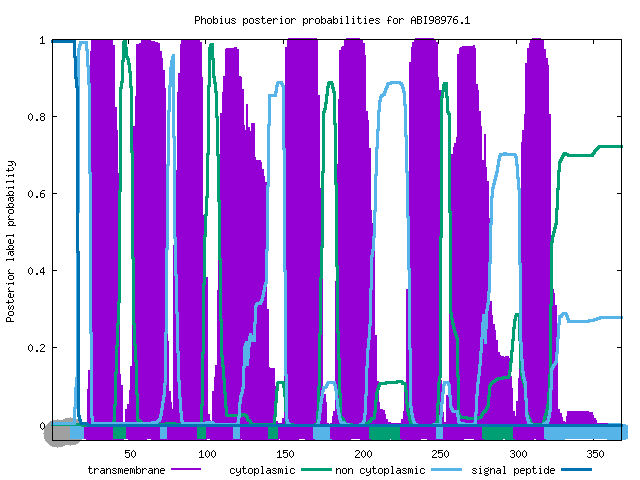 Phobius posterior probabilities for ABI98976.1
Posterior label probability
1
0.8
0.6
0.4
0.2
0
50 100 150 200 250 300 350
transmembrane cytoplasmic non cytoplasmic signal peptide